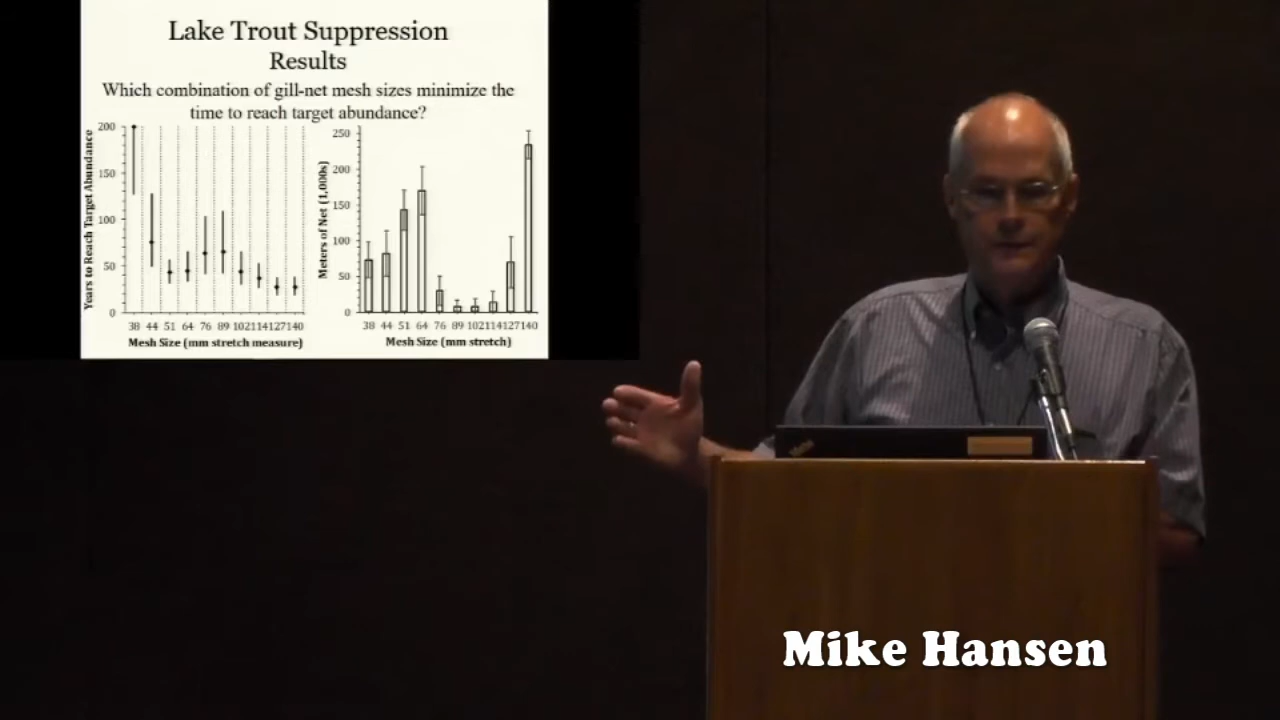 Lake Trout Suppression
Results
Which combination of gill-net mesh sizes minimize the
time to reach target abundance?
Years to Reach Target Abundance
200
150
100
50
0
38 44 51 64 76 89 102114127140
Mesh Size (mm stretch measure)
Meters of Net (1,000s)
250
200
150
100
50
0
38 44 51 64 76 89 102114127140
Mesh Size (mm stretch)
Mike Hansen